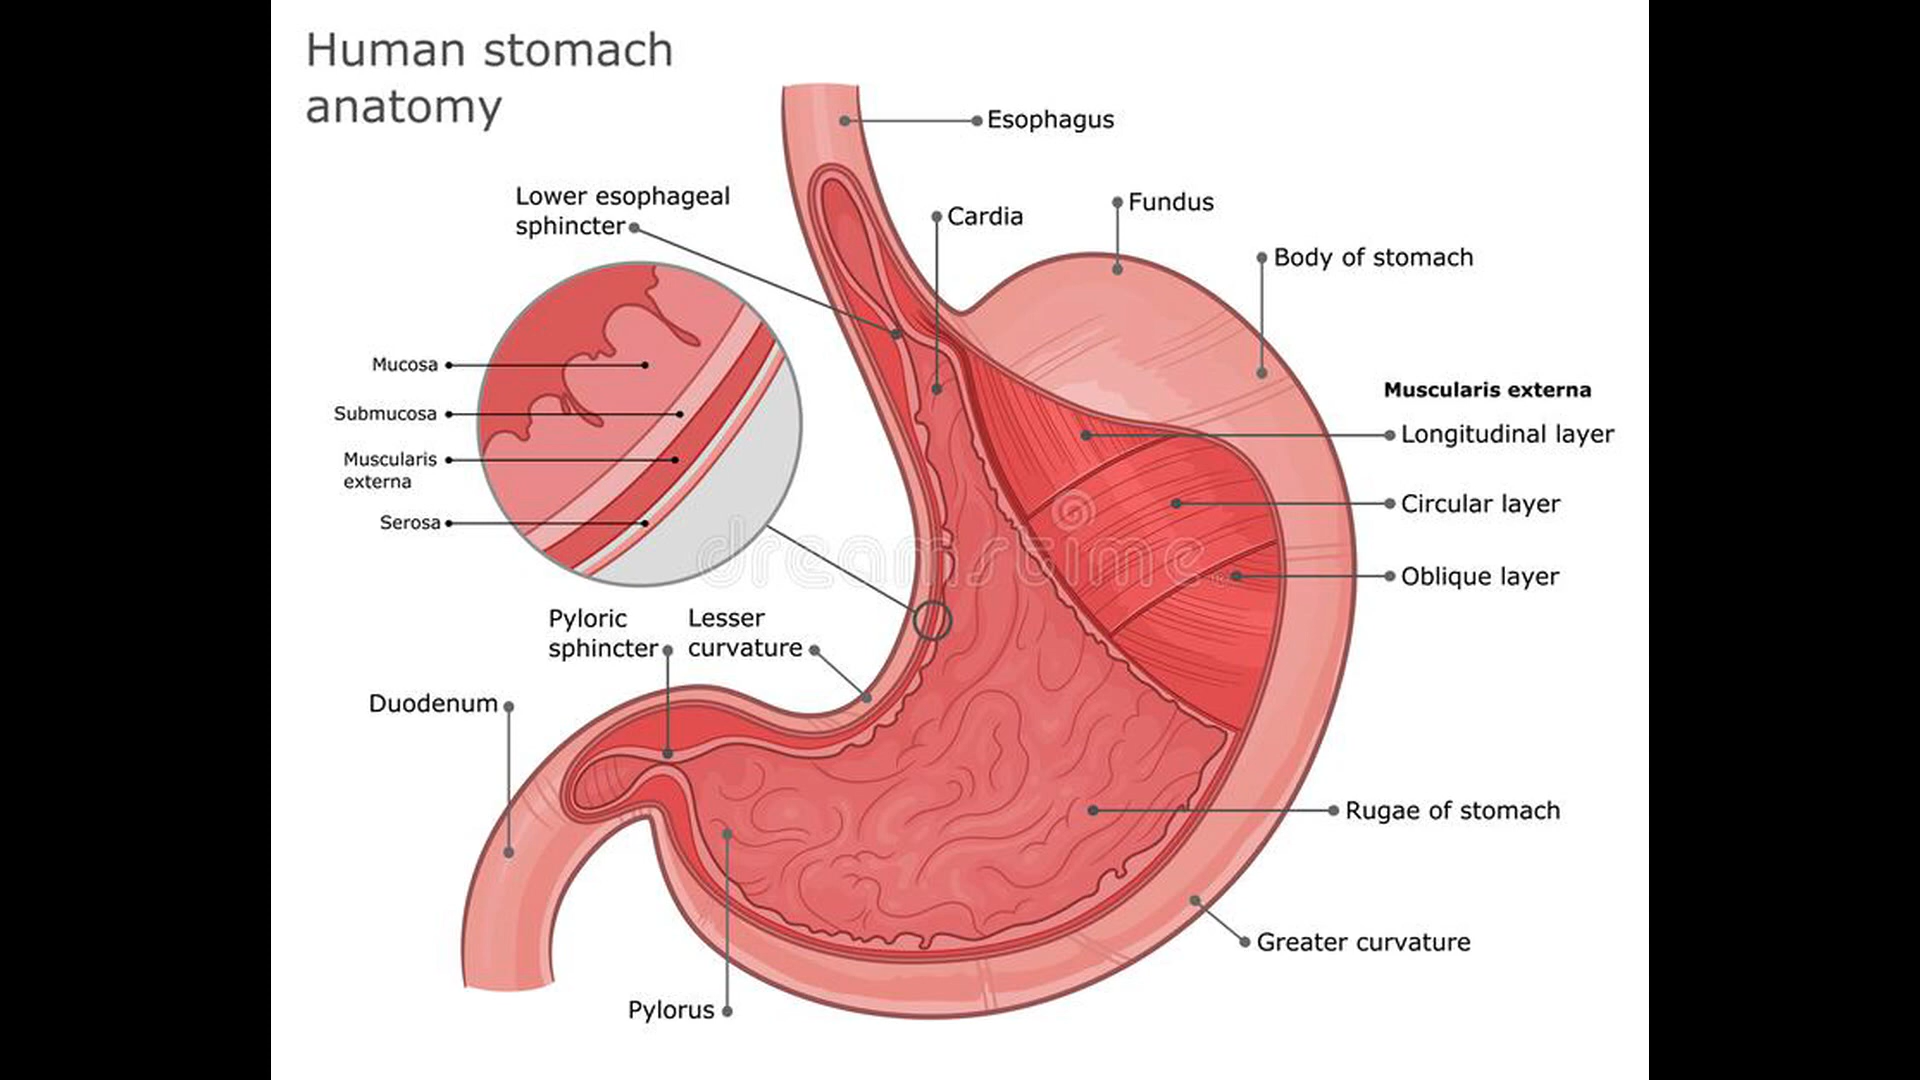 Human stomach
anatomy
Esophagus
Lower esophageal
sphincter
Cardia
Fundus
Body of stomach
Mucosa
Submucosa
Muscularis
externa
Serosa
Muscularis externa
Longitudinal layer
Circular layer
Oblique layer
dreamstime
Pyloric
sphincter
Lesser
curvature
Duodenum
Rugae of stomach
Greater curvature
Pylorus